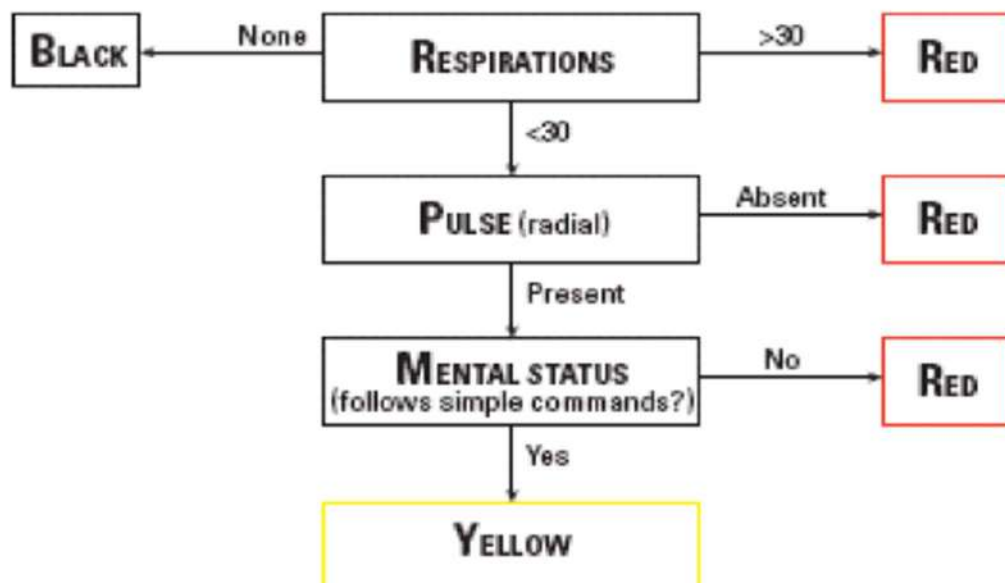 BLACK
None
RESPIRATIONS
>30
RED
<30
PULSE (radial)
Absent
RED
Present
MENTAL STATUS
(follows simple commands?)
No
RED
Yes
YELLOW